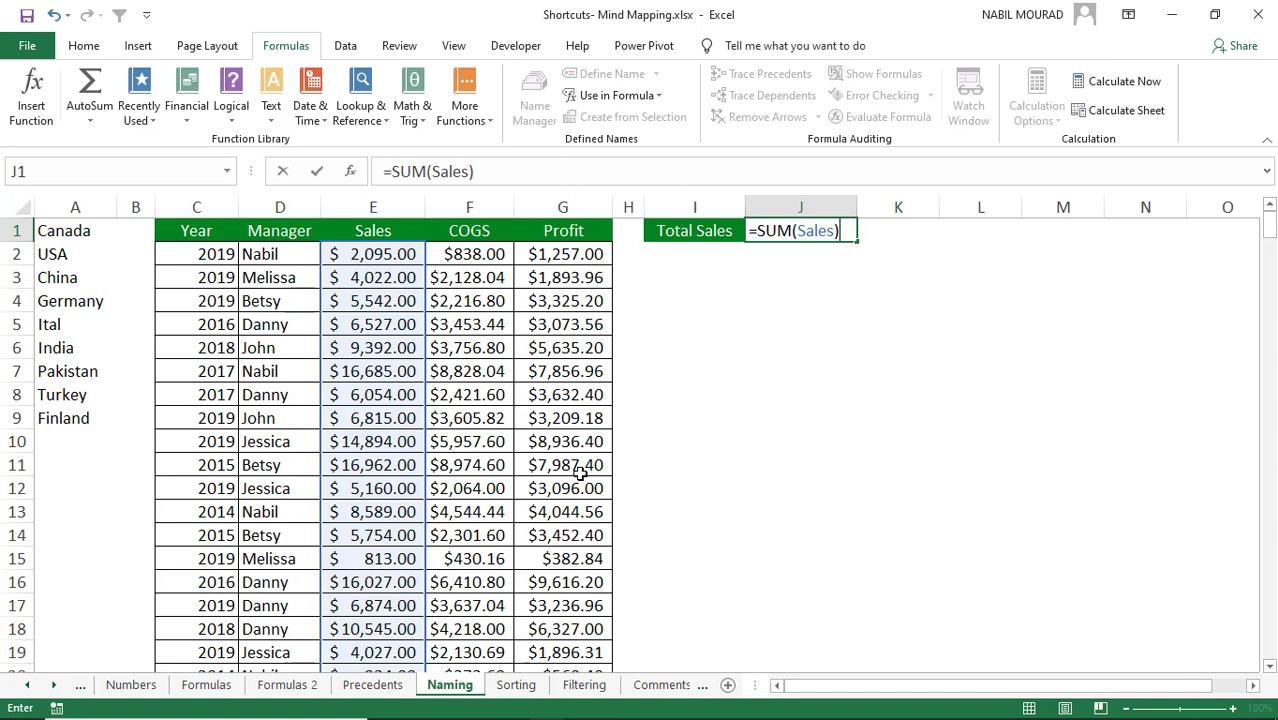 Shortcuts- Mind Mapping.xlsx - Excel
NABIL MOURAD
File Home Insert Page Layout Formulas Data Review View Developer Help Power Pivot Tell me what you want to do Share
Insert Function
AutoSum
Recently Used
Financial
Logical
Text
Date & Time
Lookup & Reference
Math & Trig
More Functions
Function Library
Name Manager
Define Name
Use in Formula
Create from Selection
Defined Names
Trace Precedents
Trace Dependents
Remove Arrows
Show Formulas
Error Checking
Evaluate Formula
Formula Auditing
Watch Window
Calculation Options
Calculate Now
Calculate Sheet
Calculation
J1 fx =SUM(Sales)
A B C D E F G H I J K L M N O
1 Canada Year Manager Sales COGS Profit Total Sales =SUM(Sales)
2 USA 2019 Nabil $ 2,095.00 $838.00 $1,257.00
3 China 2019 Melissa $ 4,022.00 $2,128.04 $1,893.96
4 Germany 2019 Betsy $ 5,542.00 $2,216.80 $3,325.20
5 Ital 2016 Danny $ 6,527.00 $3,453.44 $3,073.56
6 India 2018 John $ 9,392.00 $3,756.80 $5,635.20
7 Pakistan 2017 Nabil $16,685.00 $8,828.04 $7,856.96
8 Turkey 2017 Danny $ 6,054.00 $2,421.60 $3,632.40
9 Finland 2019 John $ 6,815.00 $3,605.82 $3,209.18
10 2019 Jessica $14,894.00 $5,957.60 $8,936.40
11 2015 Betsy $16,962.00 $8,974.60 $7,987.40
12 2019 Jessica $ 5,160.00 $2,064.00 $3,096.00
13 2014 Nabil $ 8,589.00 $4,544.44 $4,044.56
14 2015 Betsy $ 5,754.00 $2,301.60 $3,452.40
15 2019 Melissa $ 813.00 $430.16 $382.84
16 2016 Danny $16,027.00 $6,410.80 $9,616.20
17 2019 Danny $ 6,874.00 $3,637.04 $3,236.96
18 2018 Danny $10,545.00 $4,218.00 $6,327.00
19 2019 Jessica $ 4,027.00 $2,130.69 $1,896.31
... Numbers Formulas Formulas 2 Precedents Naming Sorting Filtering Comments ...
Enter 100%